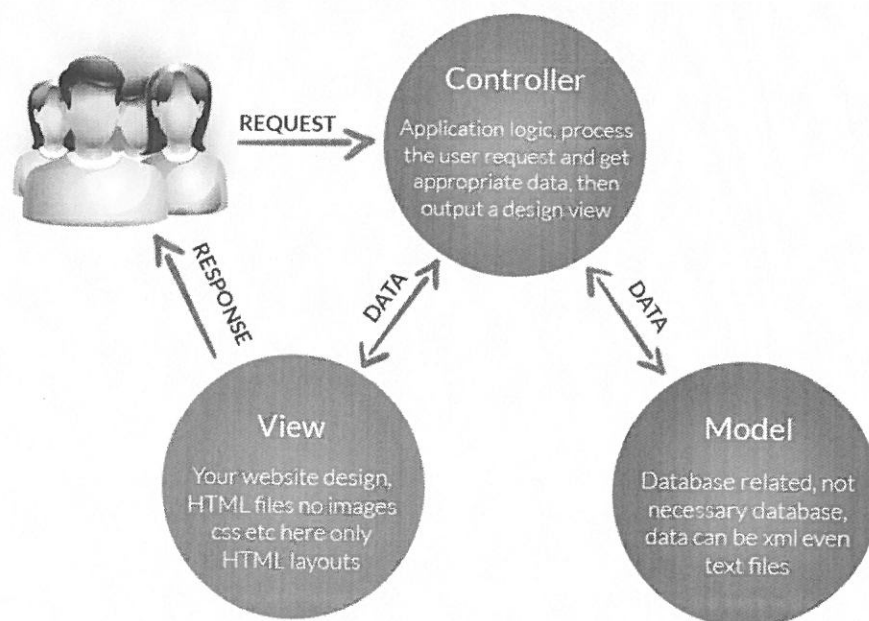 Controller
Application logic, process
the user request and get
appropriate data, then
output a design view
REQUEST
RESPONSE
DATA
DATA
View
Your website design,
HTML files no images
css etc here only
HTML layouts
Model
Database related, not
necessary database,
data can be xml even
text files